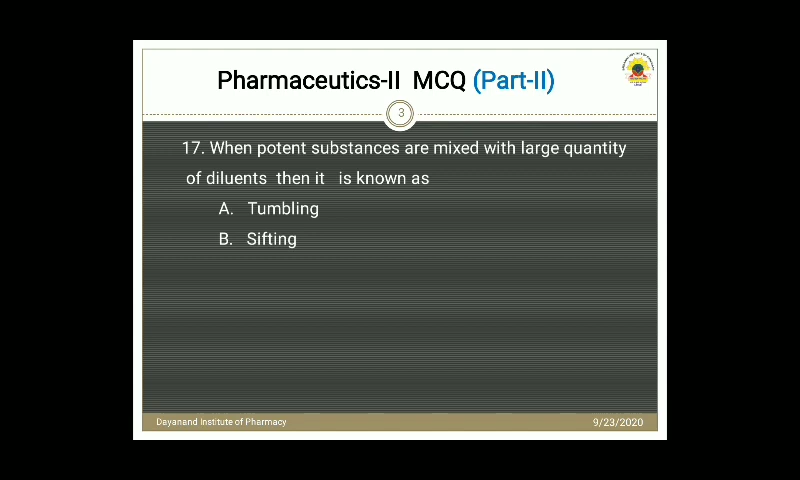 Pharmaceutics-II MCQ (Part-II)
3
17. When potent substances are mixed with large quantity
of diluents then it is known as
A. Tumbling
B. Sifting
Dayanand Institute of Pharmacy
9/23/2020